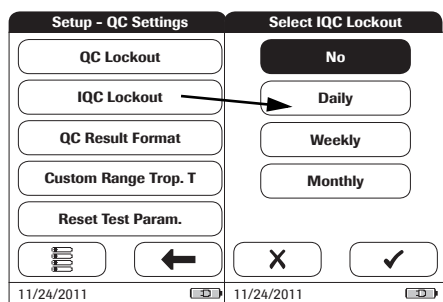 Setup - QC Settings
QC Lockout
IQC Lockout
QC Result Format
Custom Range Trop. T
Reset Test Param.
11/24/2011
Select IQC Lockout
No
Daily
Weekly
Monthly
11/24/2011